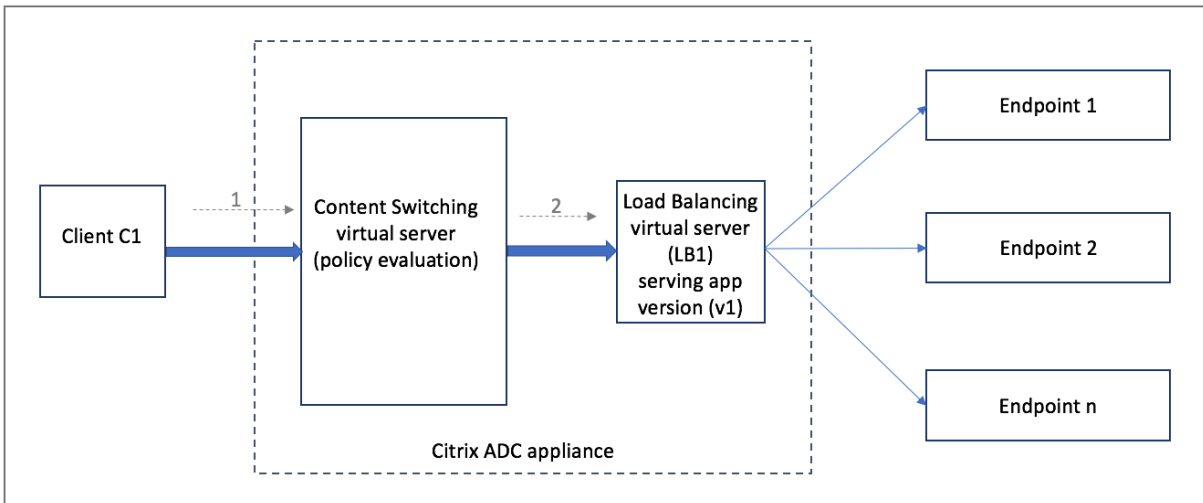 Client C1
1
Content Switching
virtual server
(policy evaluation)
2
Load Balancing
virtual server
(LB1)
serving app
version (v1)
Endpoint 1
Endpoint 2
Endpoint n
Citrix ADC appliance